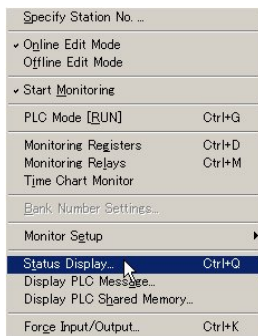 Specify Station No. ...
Online Edit Mode
Offline Edit Mode
Start Monitoring
PLC Mode [RUN] Ctrl+G
Monitoring Registers Ctrl+D
Monitoring Relays Ctrl+M
Time Chart Monitor
Bank Number Settings...
Monitor Setup
Status Display... Ctrl+Q
Display PLC Message...
Display PLC Shared Memory...
Force Input/Output... Ctrl+K